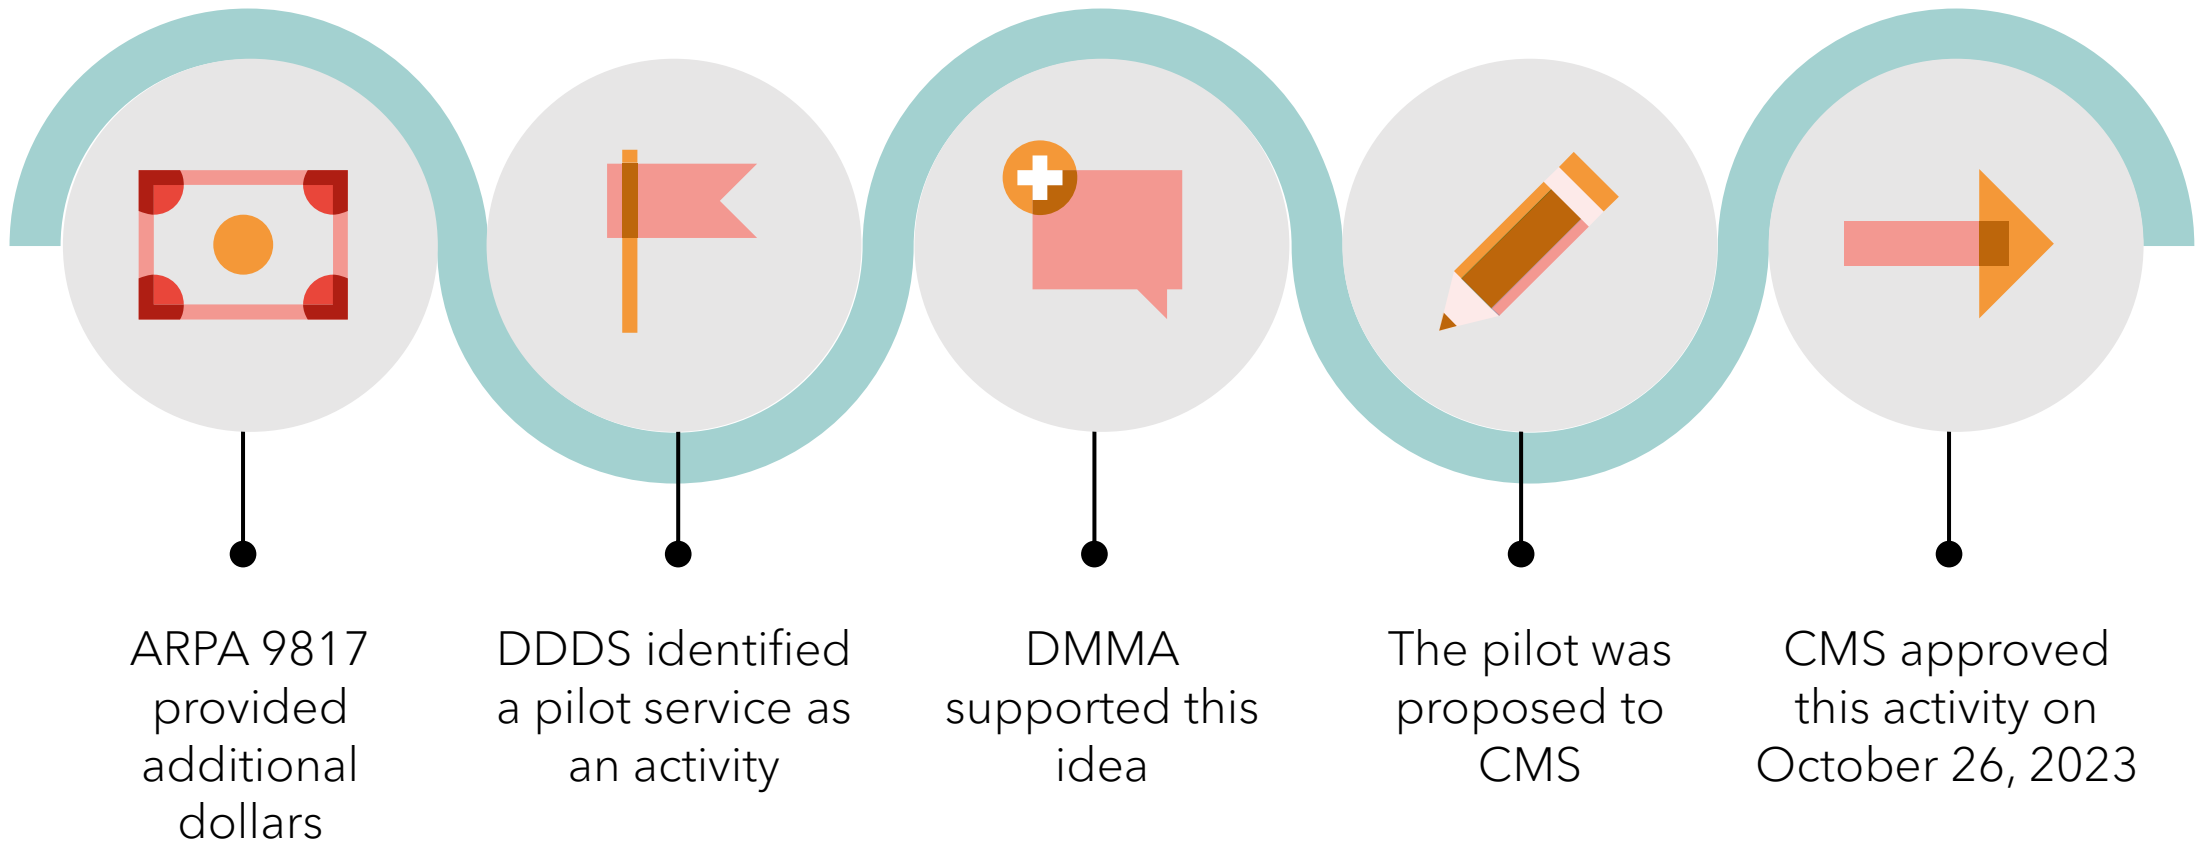 ARPA 9817
provided
additional
dollars
DDDS identified
a pilot service as
an activity
DMMA
supported this
idea
The pilot was
proposed to
CMS
CMS approved
this activity on
October 26, 2023